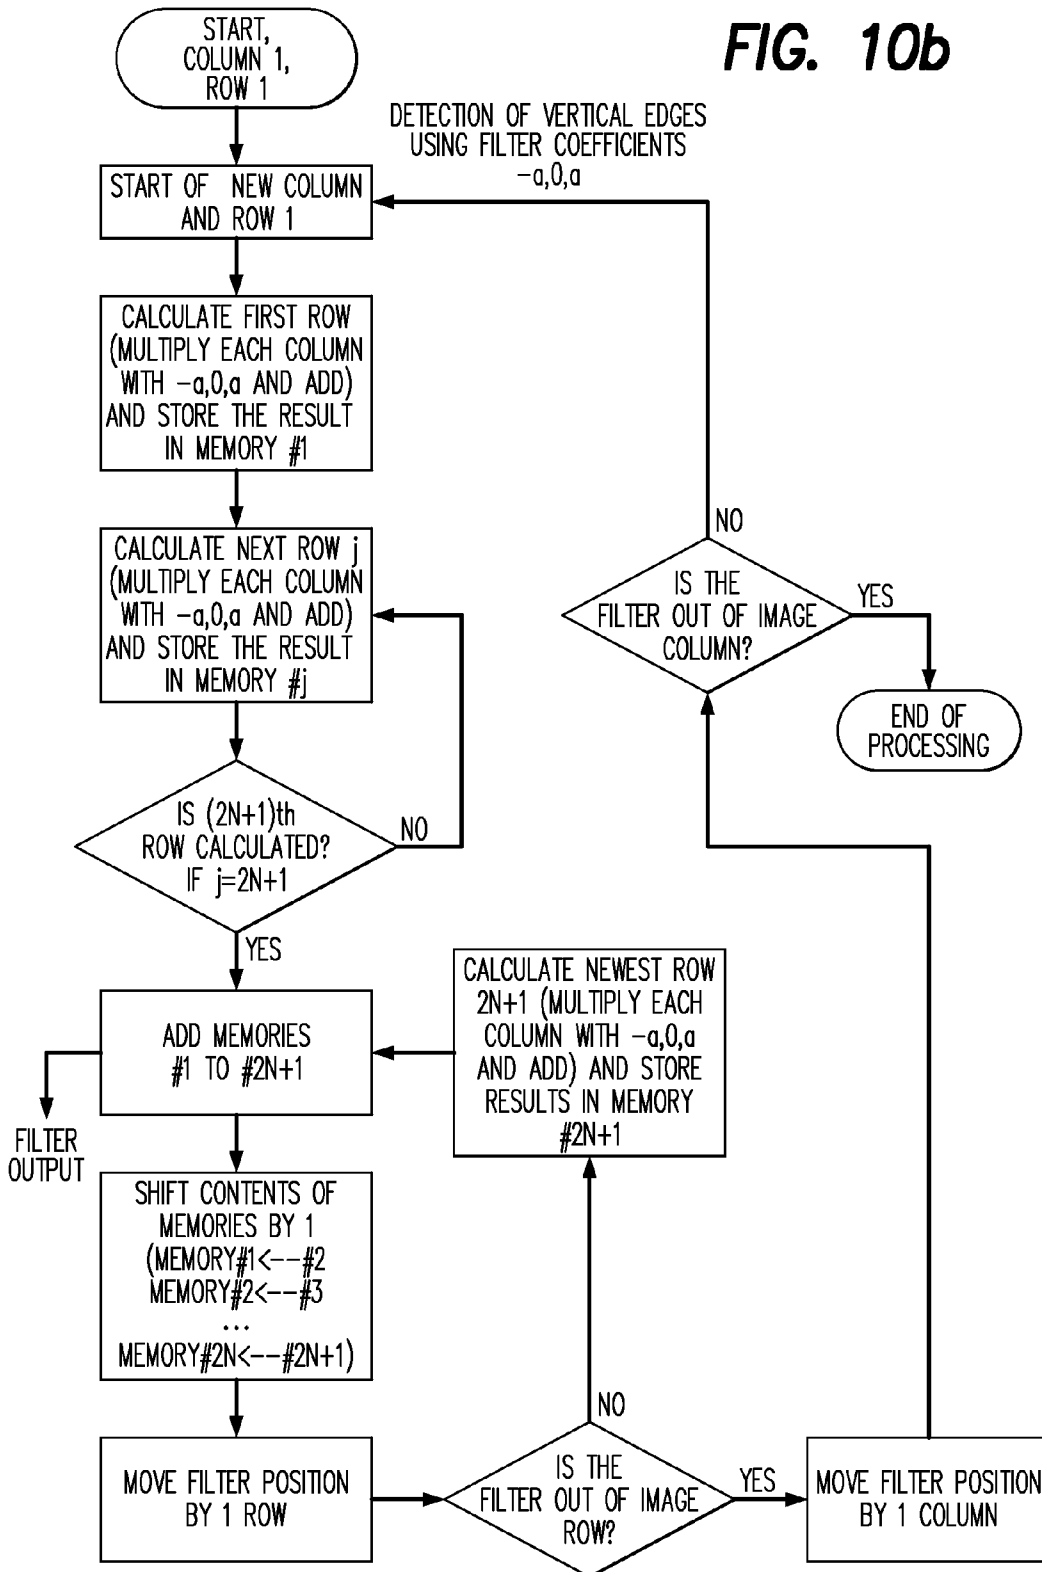 FIG. 10b
START,
COLUMN 1,
ROW 1
DETECTION OF VERTICAL EDGES
USING FILTER COEFFICIENTS
-a,0,a
START OF NEW COLUMN
AND ROW 1
CALCULATE FIRST ROW
(MULTIPLY EACH COLUMN
WITH -a,0,a AND ADD)
AND STORE THE RESULT
IN MEMORY #1
CALCULATE NEXT ROW j
(MULTIPLY EACH COLUMN
WITH -a,0,a AND ADD)
AND STORE THE RESULT
IN MEMORY #j
IS (2N+1)th
ROW CALCULATED?
IF j=2N+1
NO
YES
ADD MEMORIES
#1 TO #2N+1
FILTER
OUTPUT
SHIFT CONTENTS OF
MEMORIES BY 1
(MEMORY#1<--#2
MEMORY#2<--#3
...
MEMORY#2N<--#2N+1)
MOVE FILTER POSITION
BY 1 ROW
IS THE
FILTER OUT OF IMAGE
ROW?
NO
CALCULATE NEWEST ROW
2N+1 (MULTIPLY EACH
COLUMN WITH -a,0,a
AND ADD) AND STORE
RESULTS IN MEMORY
#2N+1
YES
MOVE FILTER POSITION
BY 1 COLUMN
IS THE
FILTER OUT OF IMAGE
COLUMN?
NO
YES
END OF
PROCESSING